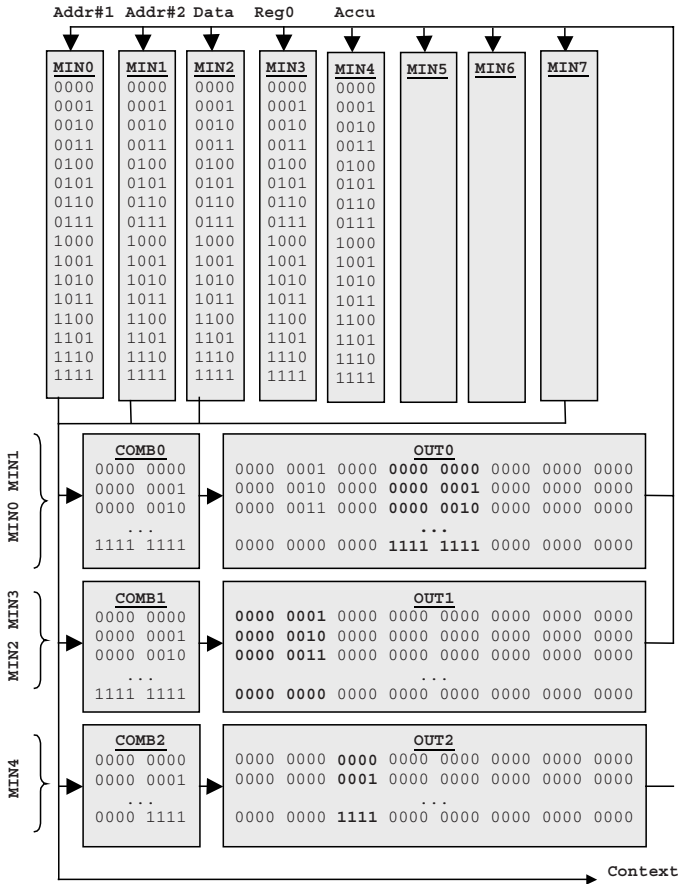 Addr#1 Addr#2 Data Reg0 Accu
MIN0 MIN1 MIN2 MIN3 MIN4 MIN5 MIN6 MIN7
0000 0000 0000 0000 0000
0001 0001 0001 0001 0001
0010 0010 0010 0010 0010
0011 0011 0011 0011 0011
0100 0100 0100 0100 0100
0101 0101 0101 0101 0101
0110 0110 0110 0110 0110
0111 0111 0111 0111 0111
1000 1000 1000 1000 1000
1001 1001 1001 1001 1001
1010 1010 1010 1010 1010
1011 1011 1011 1011 1011
1100 1100 1100 1100 1100
1101 1101 1101 1101 1101
1110 1110 1110 1110 1110
1111 1111 1111 1111 1111
MIN0 MIN1
COMB0 OUT0
0000 0000 0000 0001 0000 0000 0000 0000 0000 0000
0000 0001 0000 0010 0000 0000 0001 0000 0000 0000
0000 0010 0000 0011 0000 0000 0010 0000 0000 0000
... ...
1111 1111 0000 0000 0000 1111 1111 0000 0000 0000
MIN2 MIN3
COMB1 OUT1
0000 0000 0000 0001 0000 0000 0000 0000 0000 0000
0000 0001 0000 0010 0000 0000 0000 0000 0000 0000
0000 0010 0000 0011 0000 0000 0000 0000 0000 0000
... ...
1111 1111 0000 0000 0000 0000 0000 0000 0000 0000
MIN4
COMB2 OUT2
0000 0000 0000 0000 0000 0000 0000 0000 0000 0000
0000 0001 0000 0000 0001 0000 0000 0000 0000 0000
... ...
0000 1111 0000 0000 1111 0000 0000 0000 0000 0000
Context